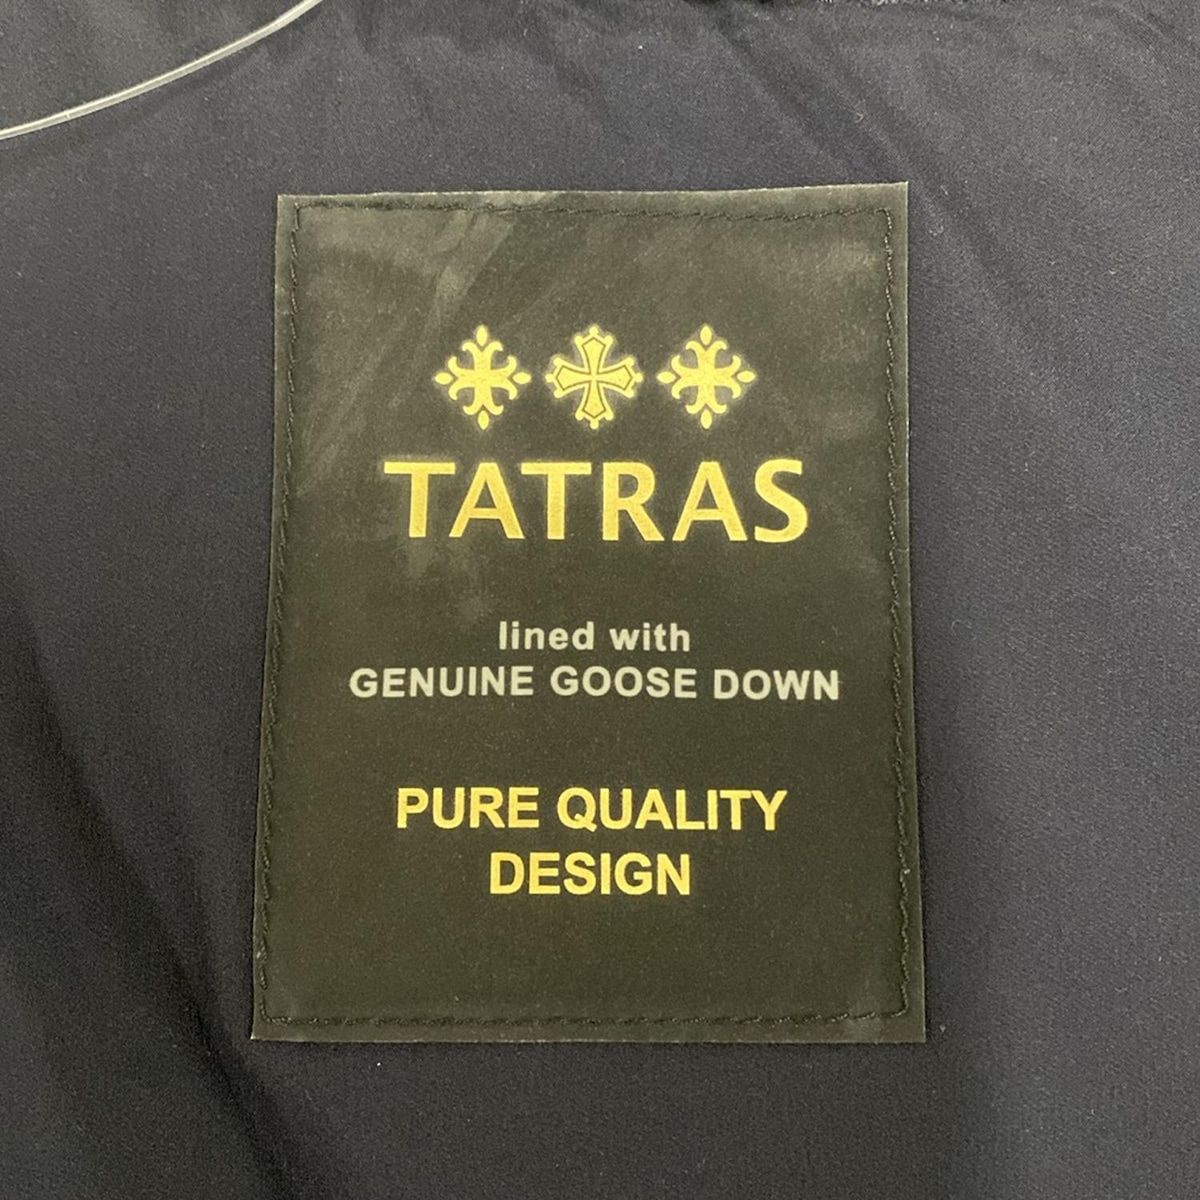 TATRAS
lined with
GENUINE GOOSE DOWN
PURE QUALITY
DESIGN